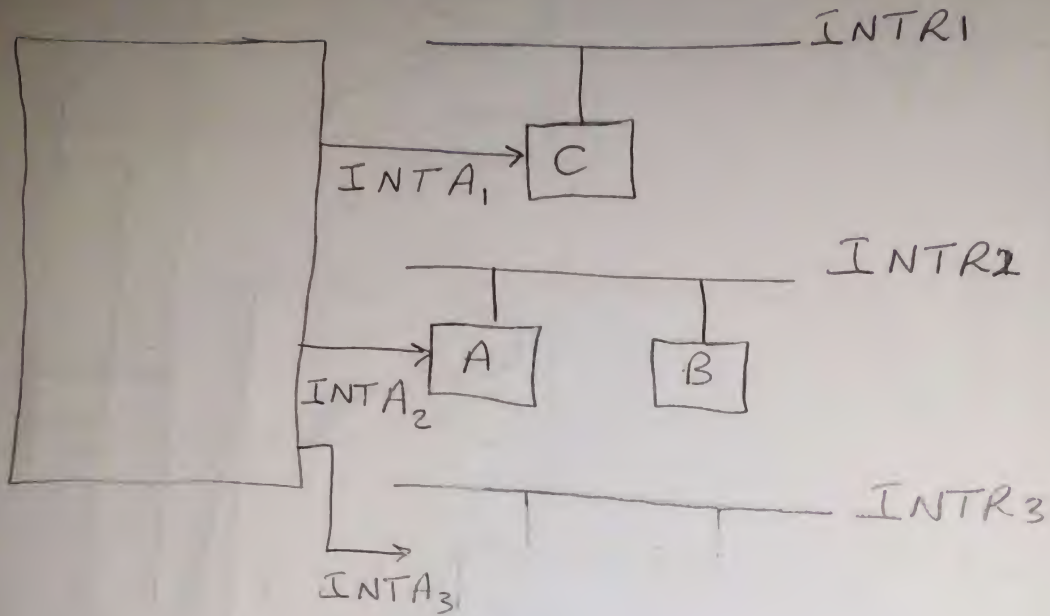 INTR1
C
INTA1
INTR2
A
B
INTA2
INTR3
INTA3